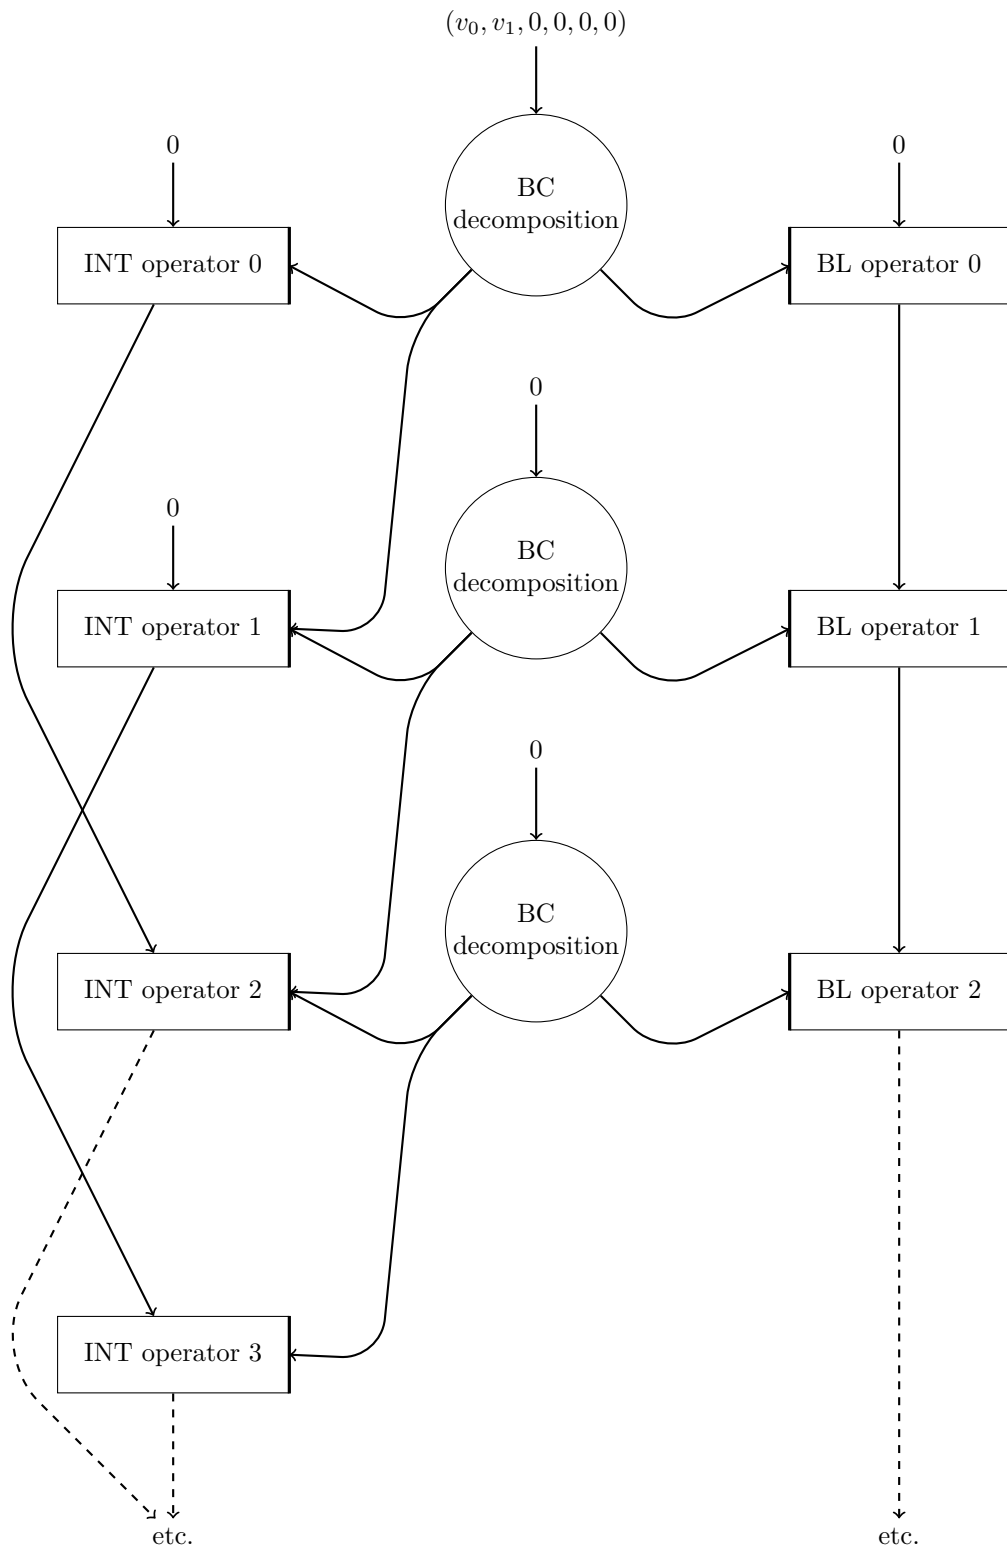 (v₀, v₁, 0, 0, 0, 0)
0
BC
decomposition
0
INT operator 0
BL operator 0
0
0
BC
decomposition
INT operator 1
BL operator 1
0
BC
decomposition
INT operator 2
BL operator 2
INT operator 3
etc.
etc.